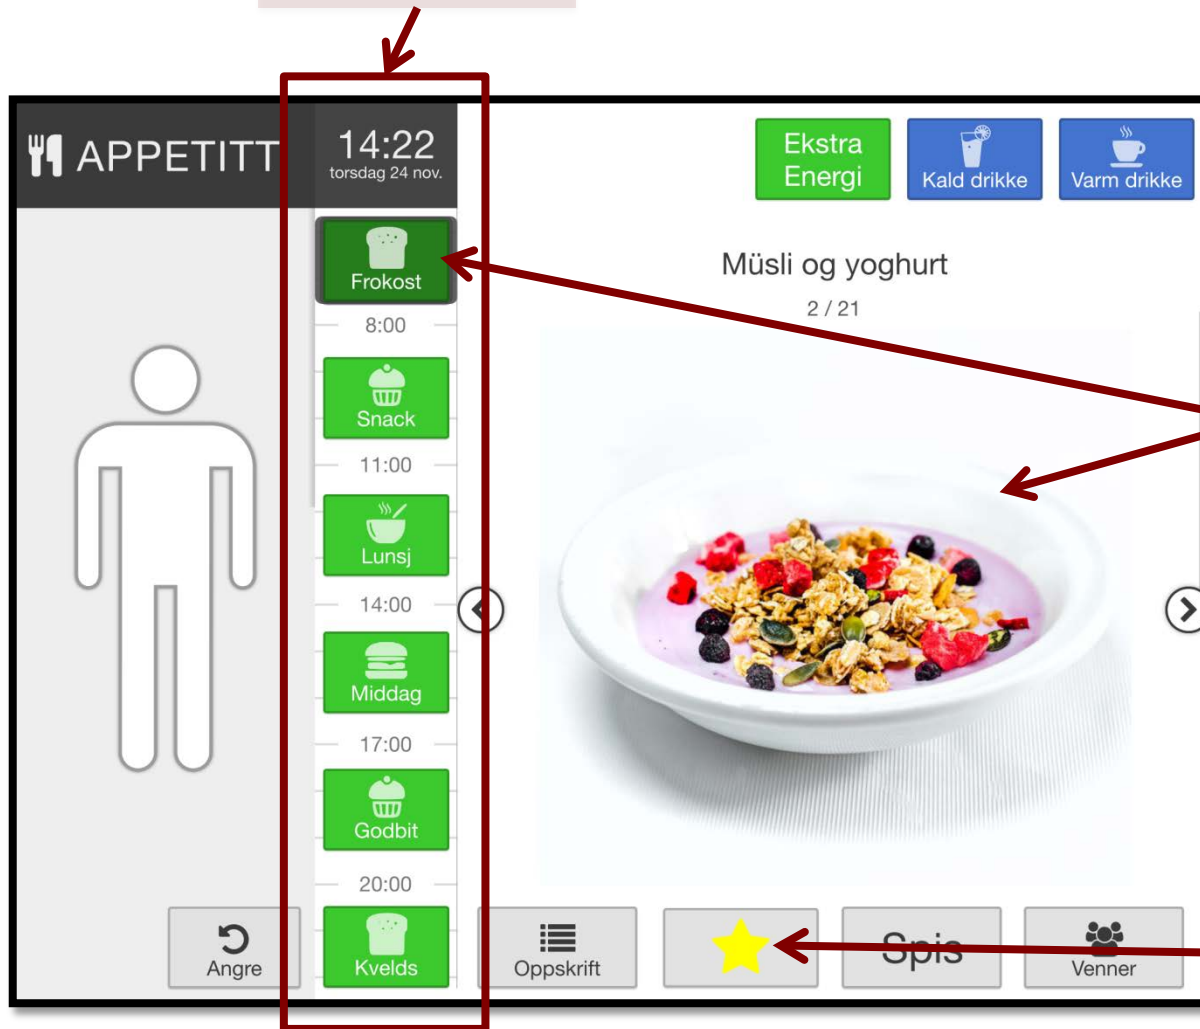 APPETITT
14:22
torsdag 24 nov.
Ekstra
Energi
Kald drikke
Varm drikke
Frokost
8:00
Snack
11:00
Lunsj
14:00
Middag
17:00
Godbit
20:00
Kvelds
Müsli og yoghurt
2 / 21
Angre
Oppskrift
Spis
Venner